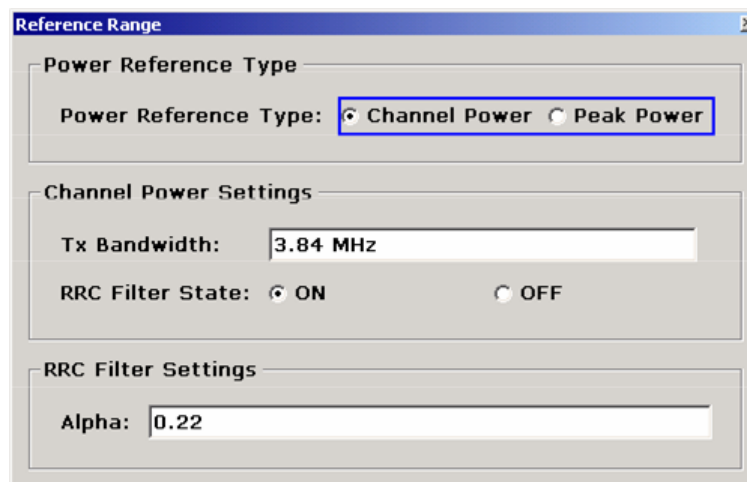 Reference Range
Power Reference Type
Power Reference Type: Channel Power Peak Power
Channel Power Settings
Tx Bandwidth: 3.84 MHz
RRC Filter State: ON OFF
RRC Filter Settings
Alpha: 0.22